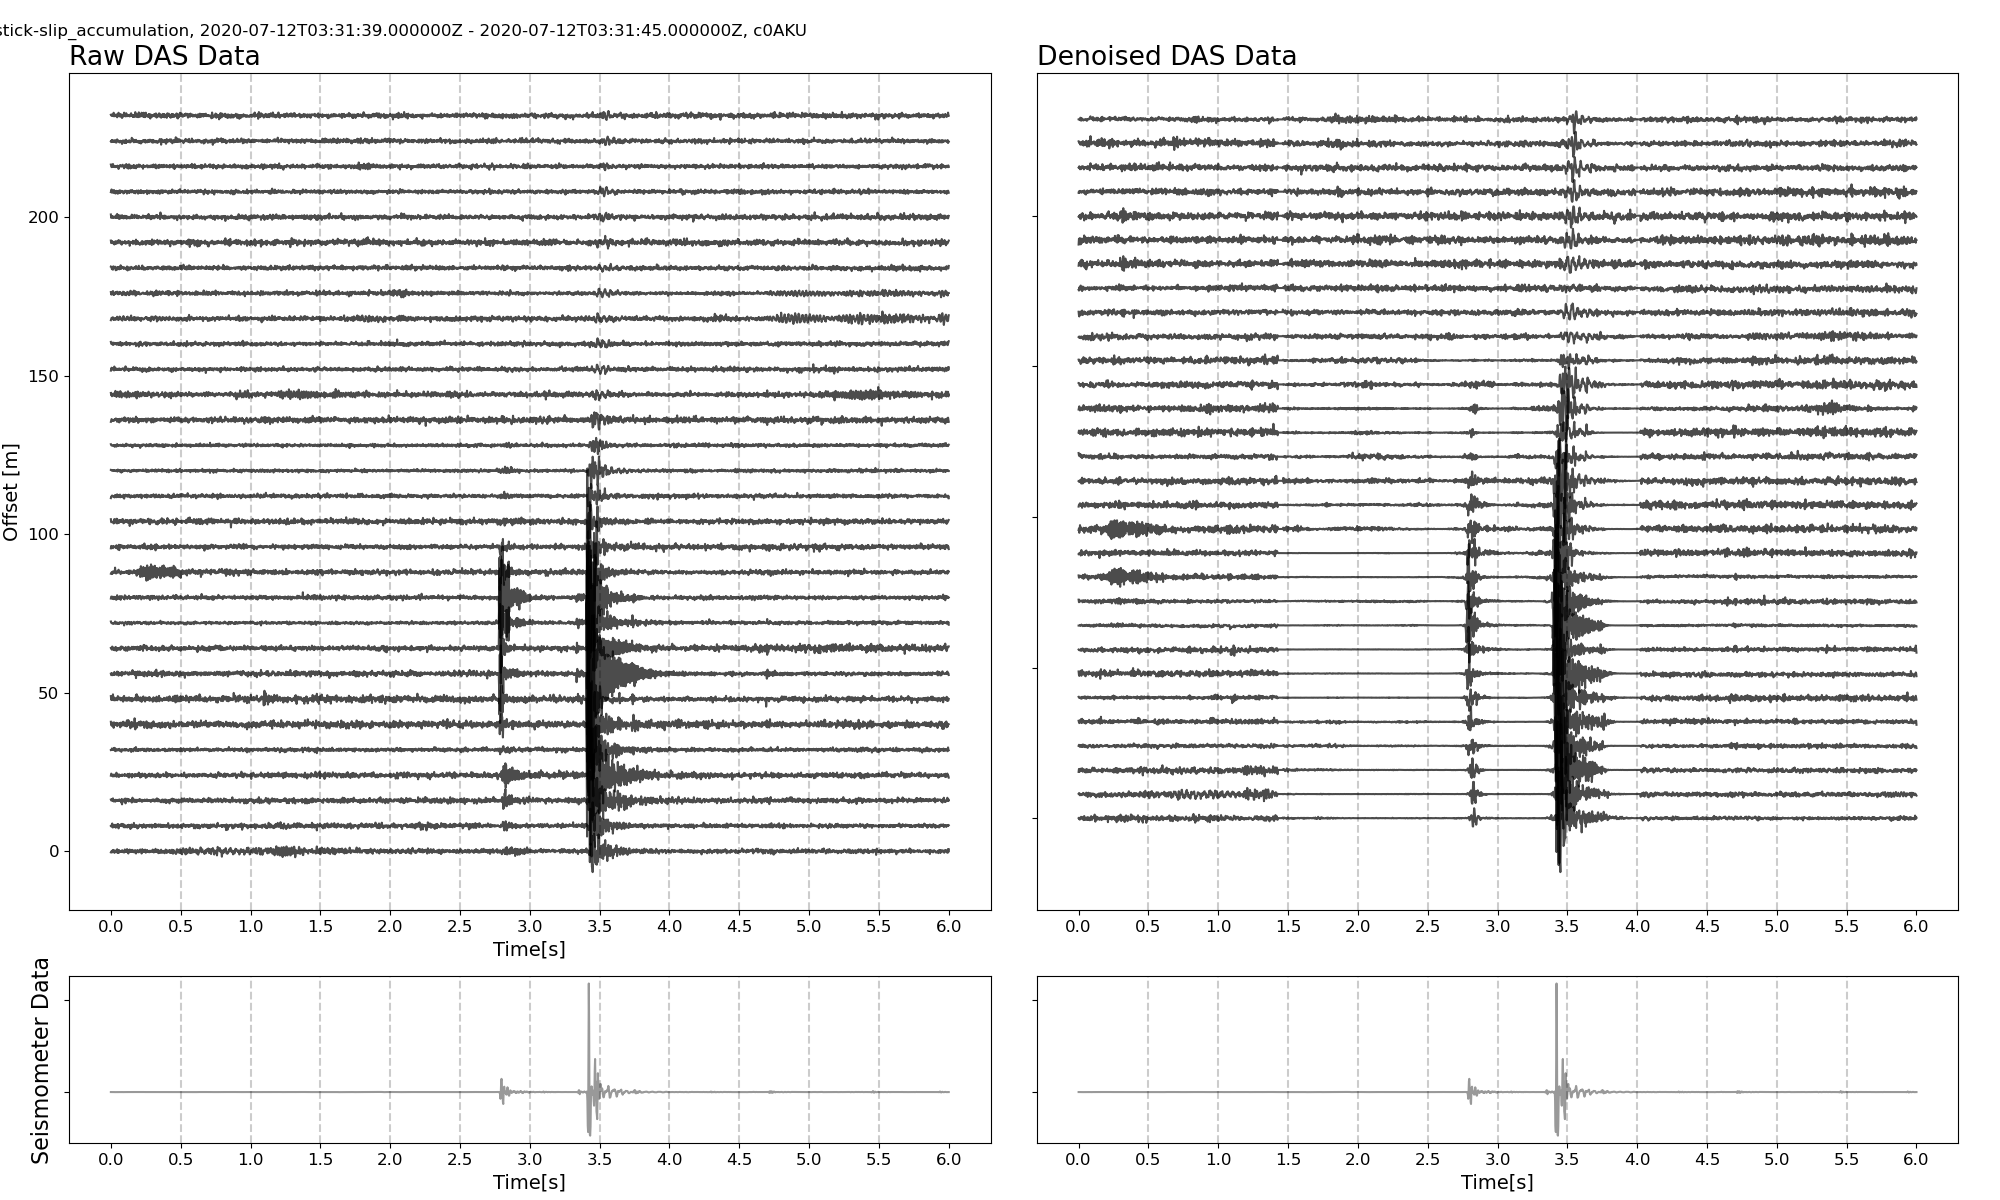 stick-slip_accumulation, 2020-07-12T03:31:39.000000Z - 2020-07-12T03:31:45.000000Z, c0AKU
Raw DAS Data
Denoised DAS Data
Offset [m]
200
150
100
50
0
0.0 0.5 1.0 1.5 2.0 2.5 3.0 3.5 4.0 4.5 5.0 5.5 6.0
Time[s]
0.0 0.5 1.0 1.5 2.0 2.5 3.0 3.5 4.0 4.5 5.0 5.5 6.0
Seismometer Data
0.0 0.5 1.0 1.5 2.0 2.5 3.0 3.5 4.0 4.5 5.0 5.5 6.0
Time[s]
0.0 0.5 1.0 1.5 2.0 2.5 3.0 3.5 4.0 4.5 5.0 5.5 6.0
Time[s]